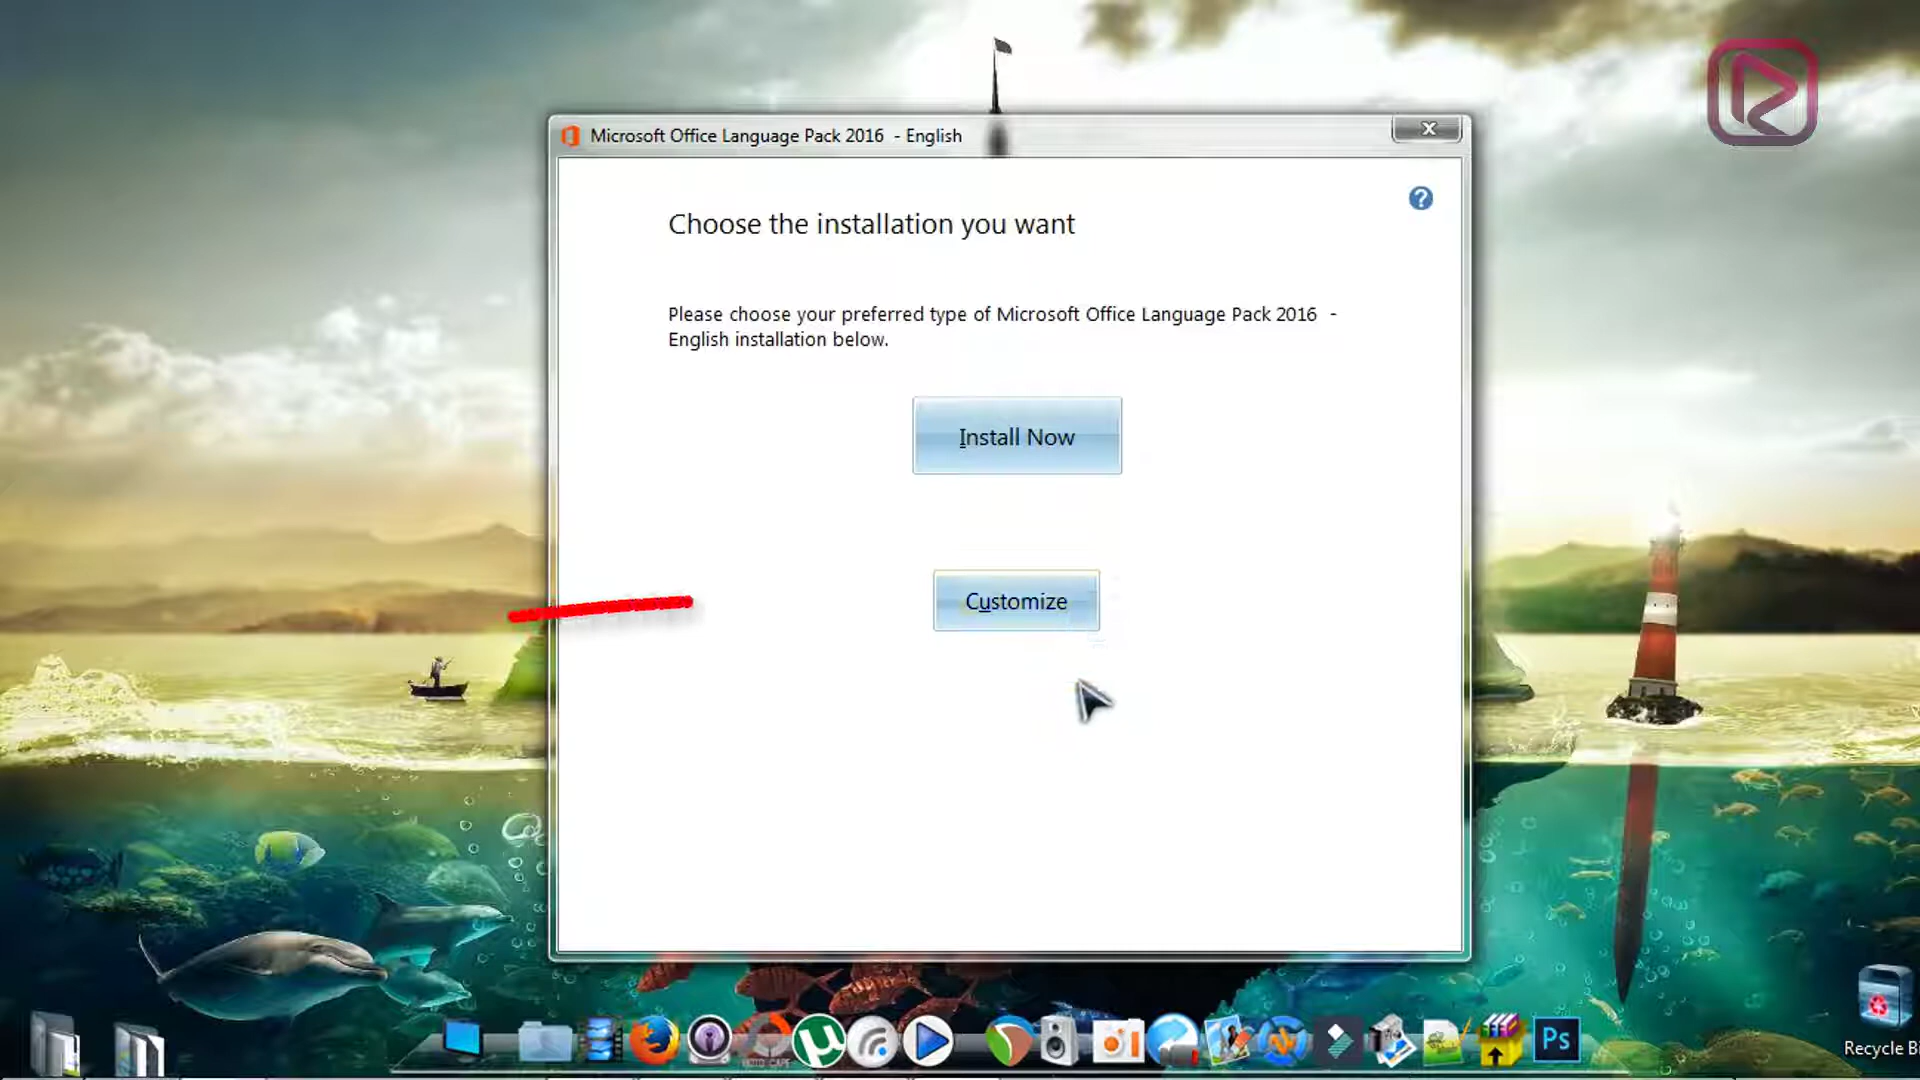 Microsoft Office Language Pack 2016 - English
x
?
Choose the installation you want
Please choose your preferred type of Microsoft Office Language Pack 2016 -
English installation below.
Install Now
Customize
Ps
Recycle Bi